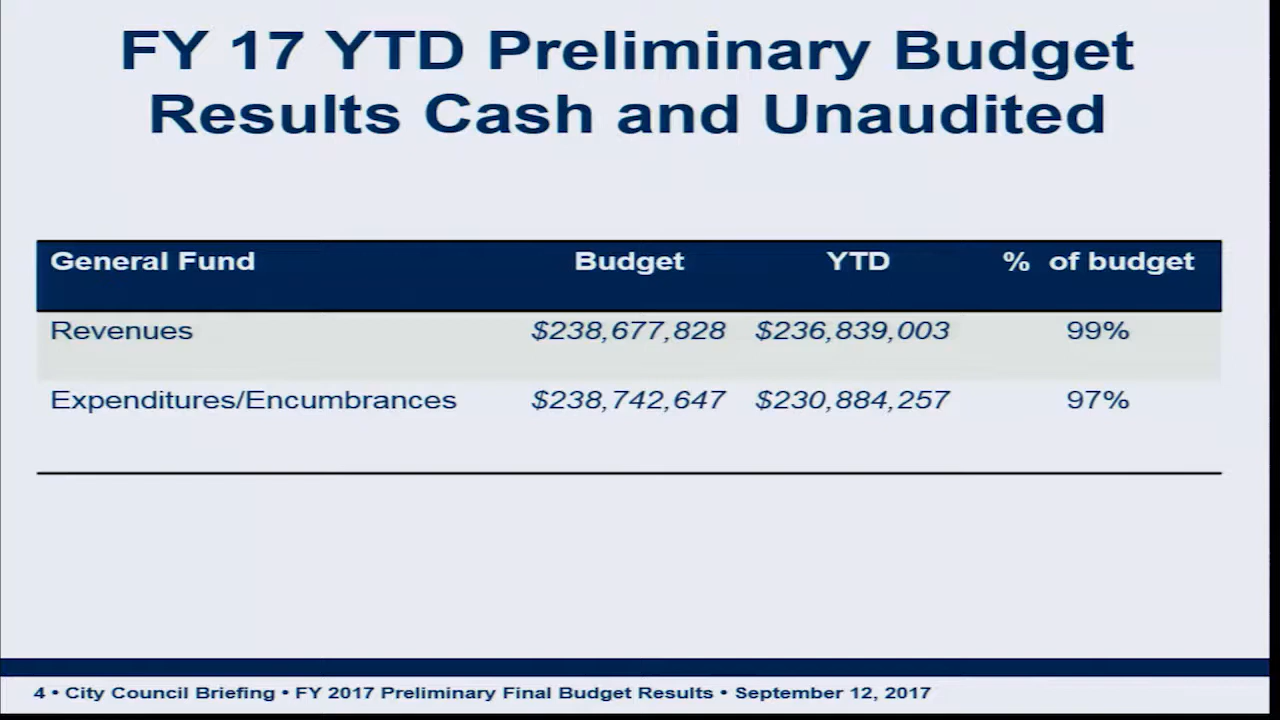 FY 17 YTD Preliminary Budget
Results Cash and Unaudited
General Fund Budget YTD % of budget
Revenues $238,677,828 $236,839,003 99%
Expenditures/Encumbrances $238,742,647 $230,884,257 97%
4 • City Council Briefing • FY 2017 Preliminary Final Budget Results • September 12, 2017